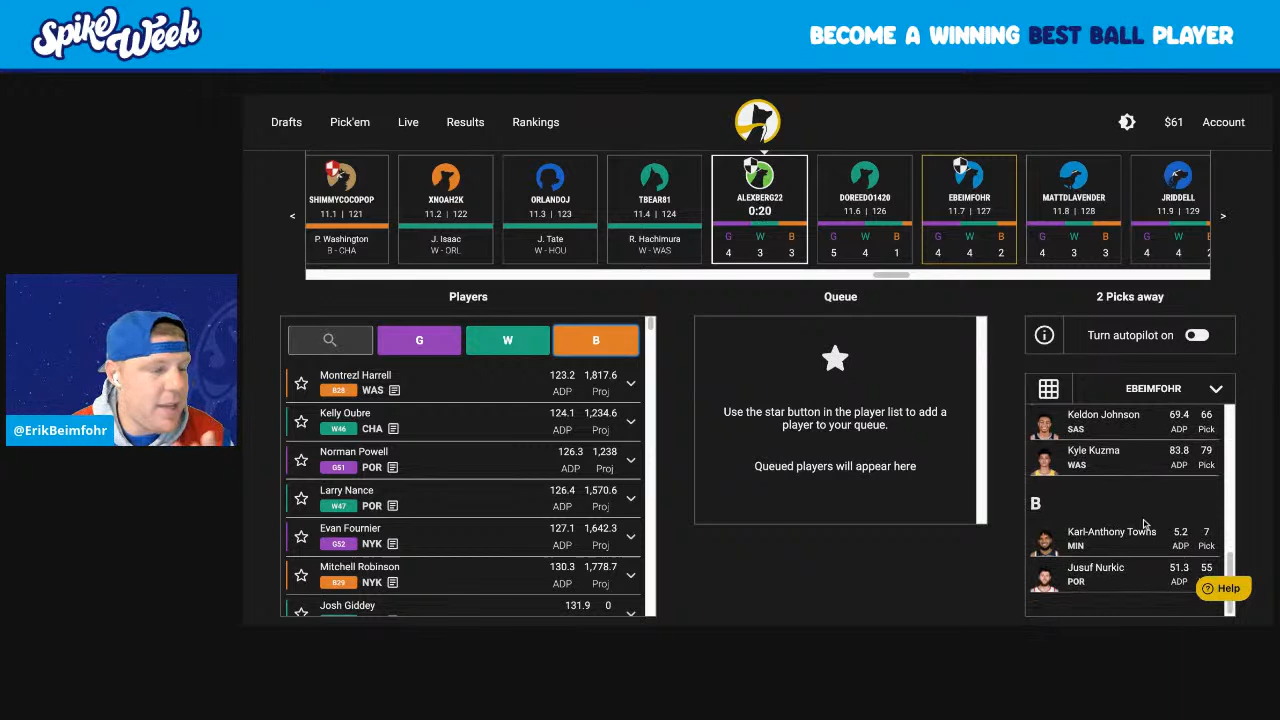 Spike Week
BECOME A WINNING BEST BALL PLAYER
Drafts Pick'em Live Results Rankings
$61 Account
<
SHIMMYCOCOPOP
11.1 | 121
P. Washington
B - CHA
XNOAH2K
11.2 | 122
J. Isaac
W - ORL
ORLANDOJ
11.3 | 123
J. Tate
W - HOU
TBEAR81
11.4 | 124
R. Hachimura
W - WAS
ALEXBERG22
0:20
G W B
4 3 3
DOREEDO1420
11.6 | 126
G W B
5 4 1
EBEIMFOHR
11.7 | 127
G W B
4 4 2
MATTDLAVENDER
11.8 | 128
G W B
4 3 3
JRIDDELL
11.9 | 129
G W
4 4
>
Players
G W B
Montrezl Harrell 123.2 1,817.6
B28 WAS ADP Proj
Kelly Oubre 124.1 1,234.6
W46 CHA ADP Proj
Norman Powell 126.3 1,238
G51 POR ADP Proj
Larry Nance 126.4 1,570.6
W47 POR ADP Proj
Evan Fournier 127.1 1,642.3
G52 NYK ADP Proj
Mitchell Robinson 130.3 1,778.7
B29 NYK ADP Proj
Josh Giddey 131.9 0
Queue
Use the star button in the player list to add a
player to your queue.
Queued players will appear here
2 Picks away
Turn autopilot on
EBEIMFOHR
Keldon Johnson 69.4 66
SAS ADP Pick
Kyle Kuzma 83.8 79
WAS ADP Pick
B
Karl-Anthony Towns 5.2 7
MIN ADP Pick
Jusuf Nurkic 51.3 55
POR ADP
Help
@ErikBeimfohr